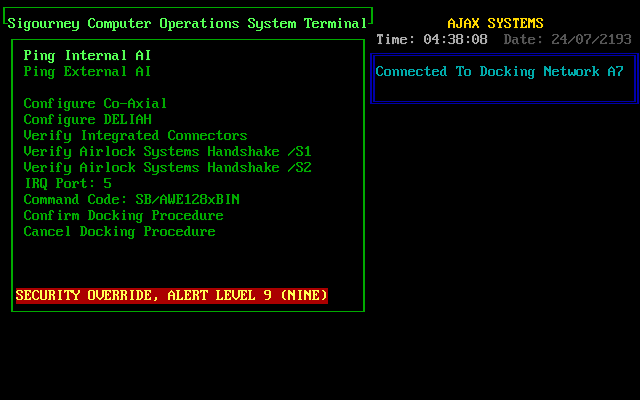 Sigourney Computer Operations System Terminal
Ping Internal AI
Ping External AI
Configure Co-Axial
Configure DELIAH
Verify Integrated Connectors
Verify Airlock Systems Handshake /S1
Verify Airlock Systems Handshake /S2
IRQ Port: 5
Command Code: SB/AWE128xBIN
Confirm Docking Procedure
Cancel Docking Procedure
SECURITY OVERRIDE, ALERT LEVEL 9 (NINE)
AJAX SYSTEMS
Time: 04:38:08 Date: 24/07/2193
Connected To Docking Network A7